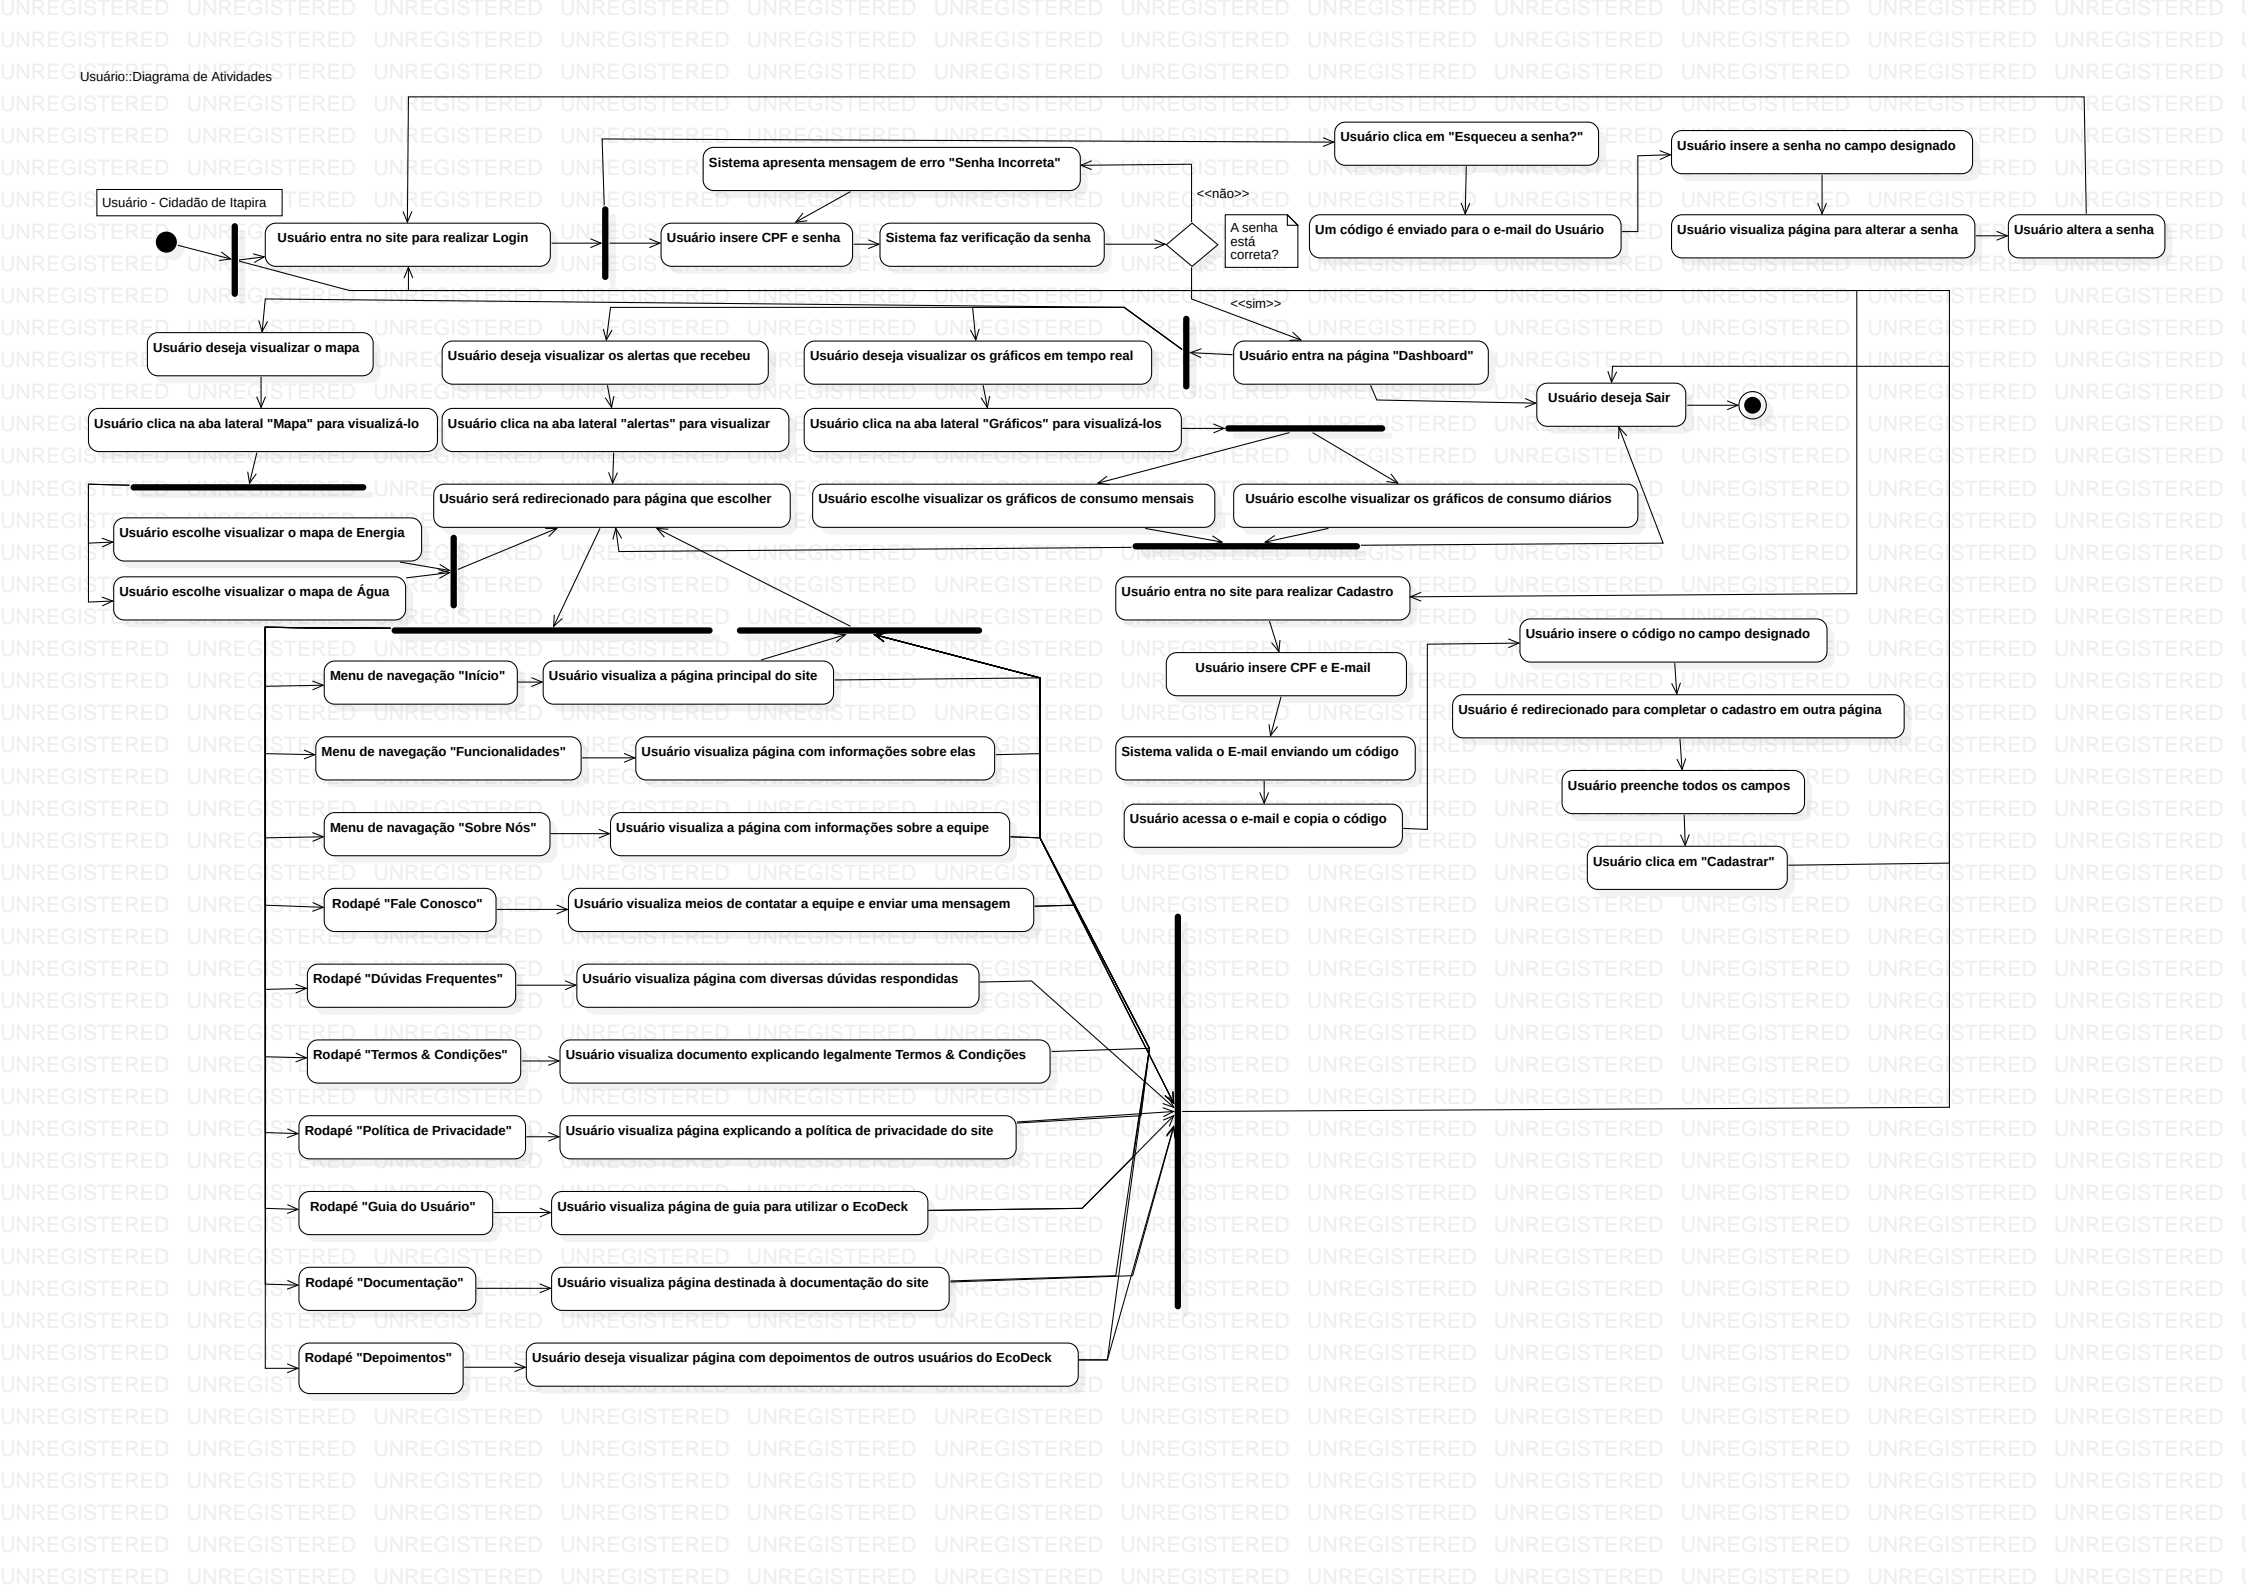 Usuário::Diagrama de Atividades
Usuário clica em "Esqueceu a senha?"
Usuário insere a senha no campo designado
Sistema apresenta mensagem de erro "Senha Incorreta"
<<não>>
Usuário - Cidadão de Itapira
Usuário entra no site para realizar Login
Usuário insere CPF e senha
Sistema faz verificação da senha
A senha
está
correta?
Um código é enviado para o e-mail do Usuário
Usuário visualiza página para alterar a senha
Usuário altera a senha
<<sim>>
Usuário deseja visualizar o mapa
Usuário deseja visualizar os alertas que recebeu
Usuário deseja visualizar os gráficos em tempo real
Usuário entra na página "Dashboard"
Usuário deseja Sair
Usuário clica na aba lateral "Mapa" para visualizá-lo
Usuário clica na aba lateral "alertas" para visualizar
Usuário clica na aba lateral "Gráficos" para visualizá-los
Usuário será redirecionado para página que escolher
Usuário escolhe visualizar os gráficos de consumo mensais
Usuário escolhe visualizar os gráficos de consumo diários
Usuário escolhe visualizar o mapa de Energia
Usuário escolhe visualizar o mapa de Água
Usuário entra no site para realizar Cadastro
Usuário insere o código no campo designado
Usuário insere CPF e E-mail
Menu de navegação "Início"
Usuário visualiza a página principal do site
Usuário é redirecionado para completar o cadastro em outra página
Menu de navegação "Funcionalidades"
Usuário visualiza página com informações sobre elas
Sistema valida o E-mail enviando um código
Usuário preenche todos os campos
Menu de navagação "Sobre Nós"
Usuário visualiza a página com informações sobre a equipe
Usuário acessa o e-mail e copia o código
Usuário clica em "Cadastrar"
Rodapé "Fale Conosco"
Usuário visualiza meios de contatar a equipe e enviar uma mensagem
Rodapé "Dúvidas Frequentes"
Usuário visualiza página com diversas dúvidas respondidas
Rodapé "Termos & Condições"
Usuário visualiza documento explicando legalmente Termos & Condições
Rodapé "Política de Privacidade"
Usuário visualiza página explicando a política de privacidade do site
Rodapé "Guia do Usuário"
Usuário visualiza página de guia para utilizar o EcoDeck
Rodapé "Documentação"
Usuário visualiza página destinada à documentação do site
Rodapé "Depoimentos"
Usuário deseja visualizar página com depoimentos de outros usuários do EcoDeck
UNREGISTERED